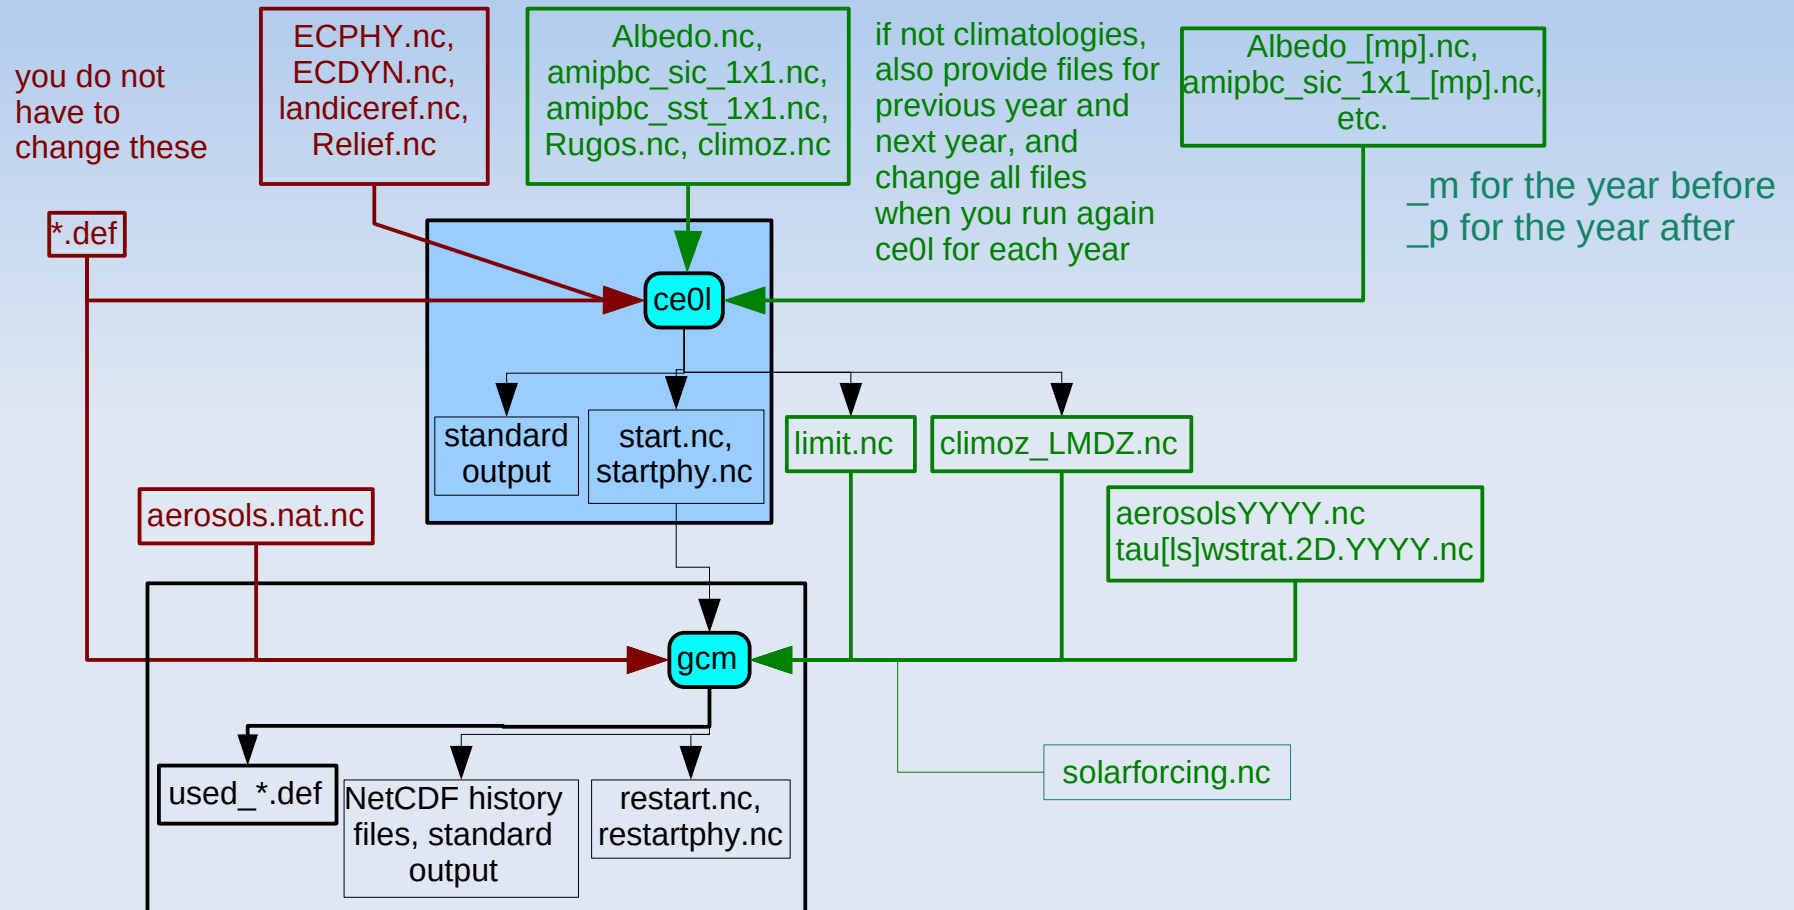 you do not
have to
change these
ECPHY.nc,
ECDYN.nc,
landiceref.nc,
Relief.nc
Albedo.nc,
amipbc_sic_1x1.nc,
amipbc_sst_1x1.nc,
Rugos.nc, climoz.nc
if not climatologies,
also provide files for
previous year and
next year, and
change all files
when you run again
ce0l for each year
Albedo_[mp].nc,
amipbc_sic_1x1_[mp].nc,
etc.
_m for the year before
_p for the year after
*.def
ce0l
standard
output
start.nc,
startphy.nc
limit.nc
climoz_LMDZ.nc
aerosols.nat.nc
aerosolsYYYY.nc
tau[ls]wstrat.2D.YYYY.nc
gcm
solarforcing.nc
used_*.def
NetCDF history
files, standard
output
restart.nc,
restartphy.nc